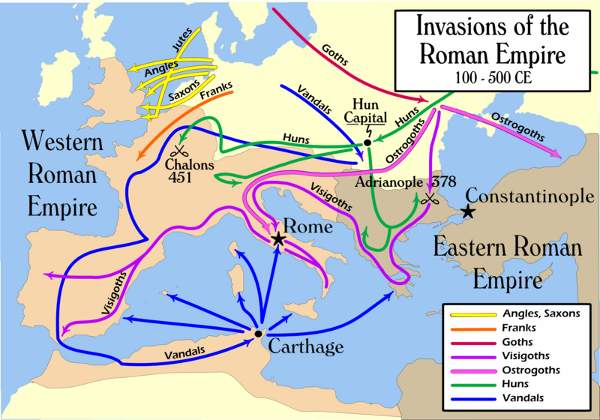 Invasions of the
Roman Empire
100 - 500 CE
Jutes
Angles
Saxons
Franks
Goths
Vandals
Hun
Capital
Huns
Huns
Ostrogoths
Ostrogoths
Western
Roman
Empire
Chalons
451
Adrianople 378
Visigoths
Constantinople
Rome
Eastern Roman
Empire
Visigoths
Vandals
Carthage
Angles, Saxons
Franks
Goths
Visigoths
Ostrogoths
Huns
Vandals